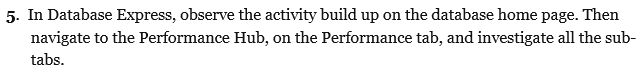 5. In Database Express, observe the activity build up on the database home page. Then
navigate to the Performance Hub, on the Performance tab, and investigate all the sub-
tabs.